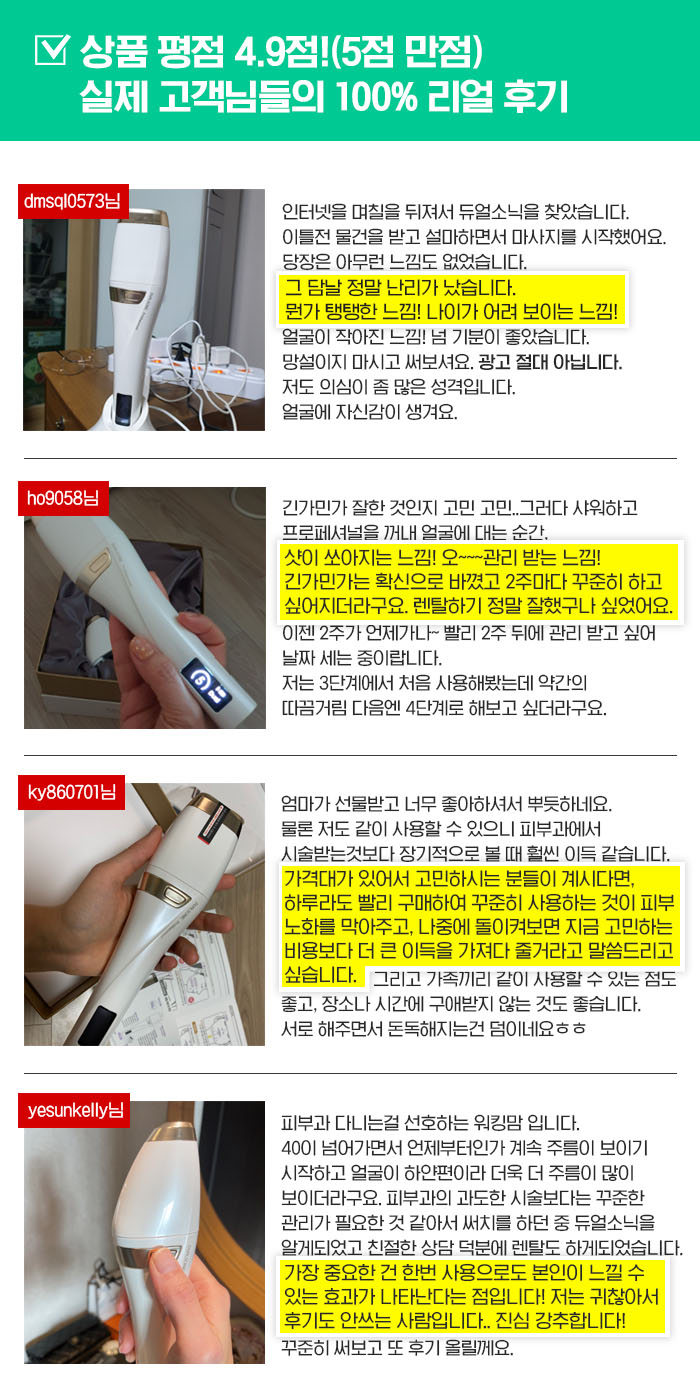 상품 평점 4.9점!(5점 만점)
실제 고객님들의 100% 리얼 후기
dmsql0573님
인터넷을 며칠을 뒤져서 듀얼소닉을 찾았습니다.
이틀전 물건을 받고 설마하면서 마사지를 시작했어요.
당장은 아무런 느낌도 없었습니다.
그 담날 정말 난리가 났습니다.
뭔가 탱탱한 느낌! 나이가 어려 보이는 느낌!
얼굴이 작아진 느낌! 넘 기분이 좋았습니다.
망설이지 마시고 써보셔요. 광고 절대 아닙니다.
저도 의심이 좀 많은 성격입니다.
얼굴에 자신감이 생겨요.
ho9058님
긴가민가 잘한 것인지 고민 고민..그러다 샤워하고
프로페셔널을 꺼내 얼굴에 대는 순간,
샷이 쏘아지는 느낌! 오~~~관리 받는 느낌!
긴가민가는 확신으로 바꼈고 2주마다 꾸준히 하고
싶어지더라구요. 렌탈하기 정말 잘했구나 싶었어요.
이젠 2주가 언제가나~ 빨리 2주 뒤에 관리 받고 싶어
날짜 세는 중이랍니다.
저는 3단계에서 처음 사용해봤는데 약간의
따끔거림 다음엔 4단계로 해보고 싶더라구요.
ky860701님
엄마가 선물받고 너무 좋아하셔서 뿌듯하네요.
물론 저도 같이 사용할 수 있으니 피부과에서
시술받는것보다 장기적으로 볼 때 훨씬 이득 같습니다.
가격대가 있어서 고민하시는 분들이 계시다면,
하루라도 빨리 구매하여 꾸준히 사용하는 것이 피부
노화를 막아주고, 나중에 돌이켜보면 지금 고민하는
비용보다 더 큰 이득을 가져다 줄거라고 말씀드리고
싶습니다. 그리고 가족끼리 같이 사용할 수 있는 점도
좋고, 장소나 시간에 구애받지 않는 것도 좋습니다.
서로 해주면서 돈독해지는건 덤이네요ㅎㅎ
yesunkelly님
피부과 다니는걸 선호하는 워킹맘 입니다.
40이 넘어가면서 언제부터인가 계속 주름이 보이기
시작하고 얼굴이 하얀편이라 더욱 더 주름이 많이
보이더라구요. 피부과의 과도한 시술보다는 꾸준한
관리가 필요한 것 같아서 써치를 하던 중 듀얼소닉을
알게되었고 친절한 상담 덕분에 렌탈도 하게되었습니다.
가장 중요한 건 한번 사용으로도 본인이 느낄 수
있는 효과가 나타난다는 점입니다! 저는 귀찮아서
후기도 안쓰는 사람입니다.. 진심 강추합니다!
꾸준히 써보고 또 후기 올릴께요.